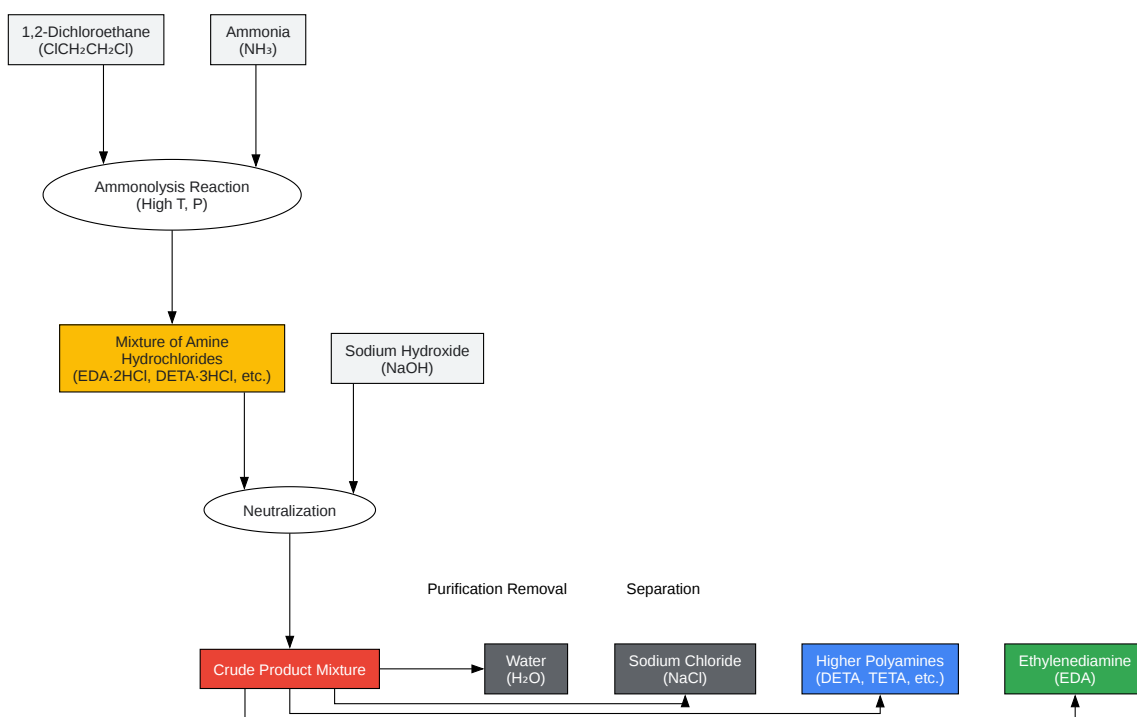 1,2-Dichloroethane
(ClCH₂CH₂Cl)
Ammonia
(NH₃)
Ammonolysis Reaction
(High T, P)
Mixture of Amine
Hydrochlorides
(EDA·2HCl, DETA·3HCl, etc.)
Sodium Hydroxide
(NaOH)
Neutralization
Purification Removal
Separation
Crude Product Mixture
Water
(H₂O)
Sodium Chloride
(NaCl)
Higher Polyamines
(DETA, TETA, etc.)
Ethylenediamine
(EDA)